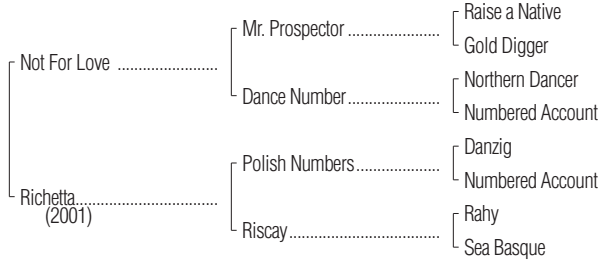 Raise a Native
Mr. Prospector ......................
Gold Digger
Not For Love ........................
Northern Dancer
Dance Number......................
Numbered Account
Danzig
Polish Numbers....................
Numbered Account
Richetta..................................
(2001)
Rahy
Riscay....................................
Sea Basque